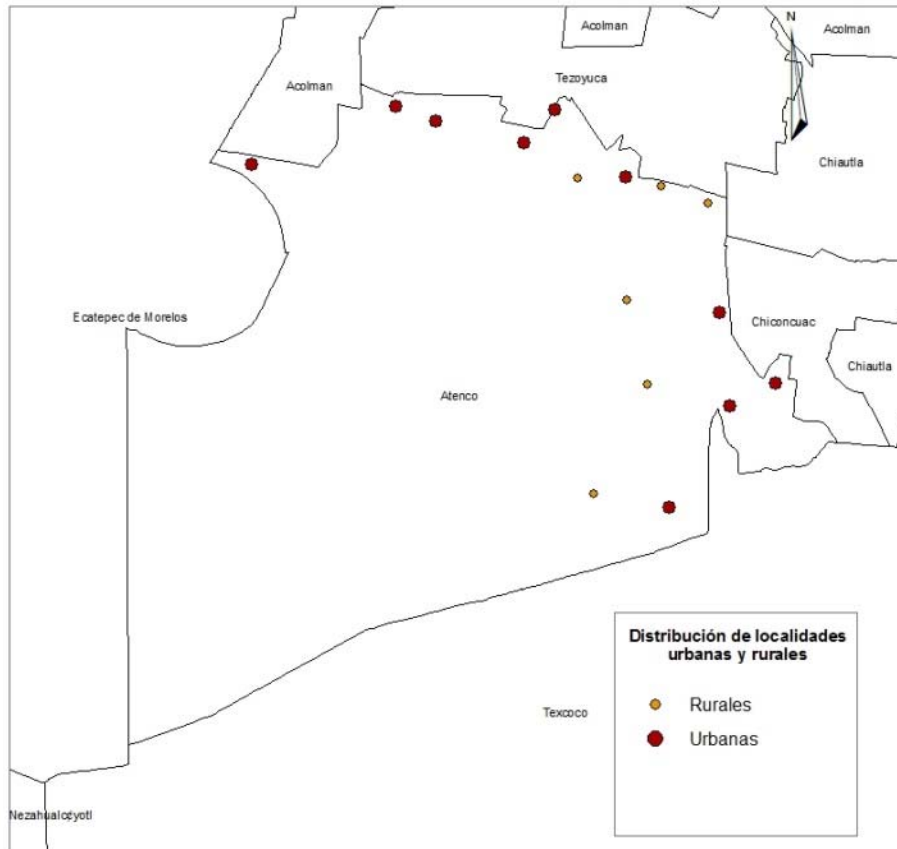 N
Acolman
Acolman
Tezoyuca
Acolman
Chiautla
Ecatepec de Morelos
Chiconcuac
Chiautla
Atenco
Distribución de localidades
urbanas y rurales
Rurales
Urbanas
Texcoco
Nezahualcóyotl